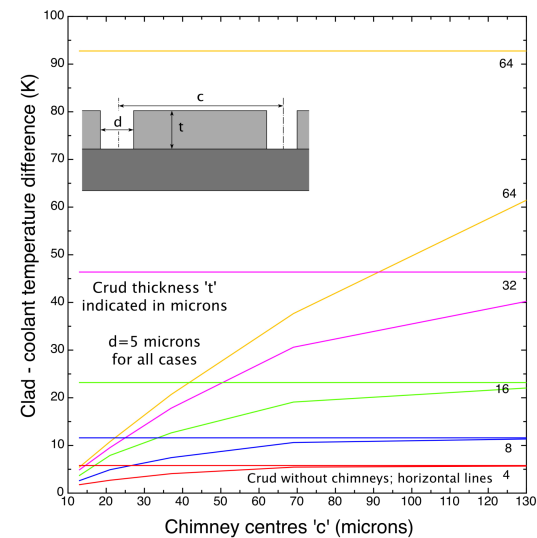 100
90
80
70
60
50
40
30
20
10
0
Clad - coolant temperature difference (K)
64
c
d
t
64
32
Crud thickness 't'
indicated in microns
d=5 microns
for all cases
16
8
Crud without chimneys; horizontal lines
4
10 20 30 40 50 60 70 80 90 100 110 120 130
Chimney centres 'c' (microns)